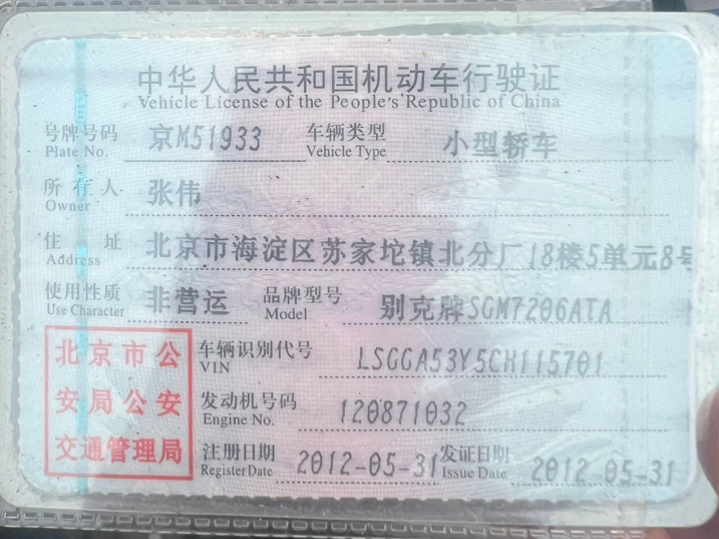 中华人民共和国机动车行驶证
Vehicle License of the People's Republic of China
号牌号码 京M51933 车辆类型 小型轿车
Plate No. Vehicle Type
所有人 张伟
Owner
住址 北京市海淀区苏家坨镇北分厂18楼5单元8号
Address
使用性质 非营运 品牌型号 别克牌SGM7206ATA
Use Character Model
北京市公
安局公安
交通管理局
车辆识别代号 LSGGA53Y5CH115701
VIN
发动机号码 120871032
Engine No.
注册日期 2012-05-31 发证日期 2012-05-31
Register Date Issue Date